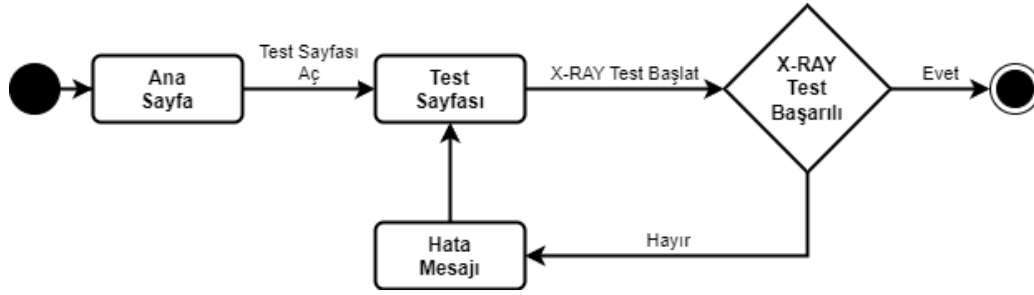 Ana
Sayfa
Test Sayfası
Aç
Test
Sayfası
X-RAY Test Başlat
X-RAY
Test
Başarılı
Evet
Hayır
Hata
Mesajı